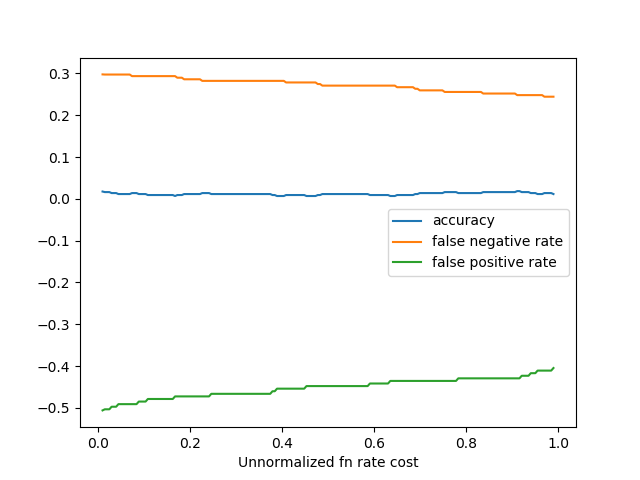 0.3
0.2
0.1
0.0
−0.1
−0.2
−0.3
−0.4
−0.5
accuracy
false negative rate
false positive rate
0.0 0.2 0.4 0.6 0.8 1.0
Unnormalized fn rate cost